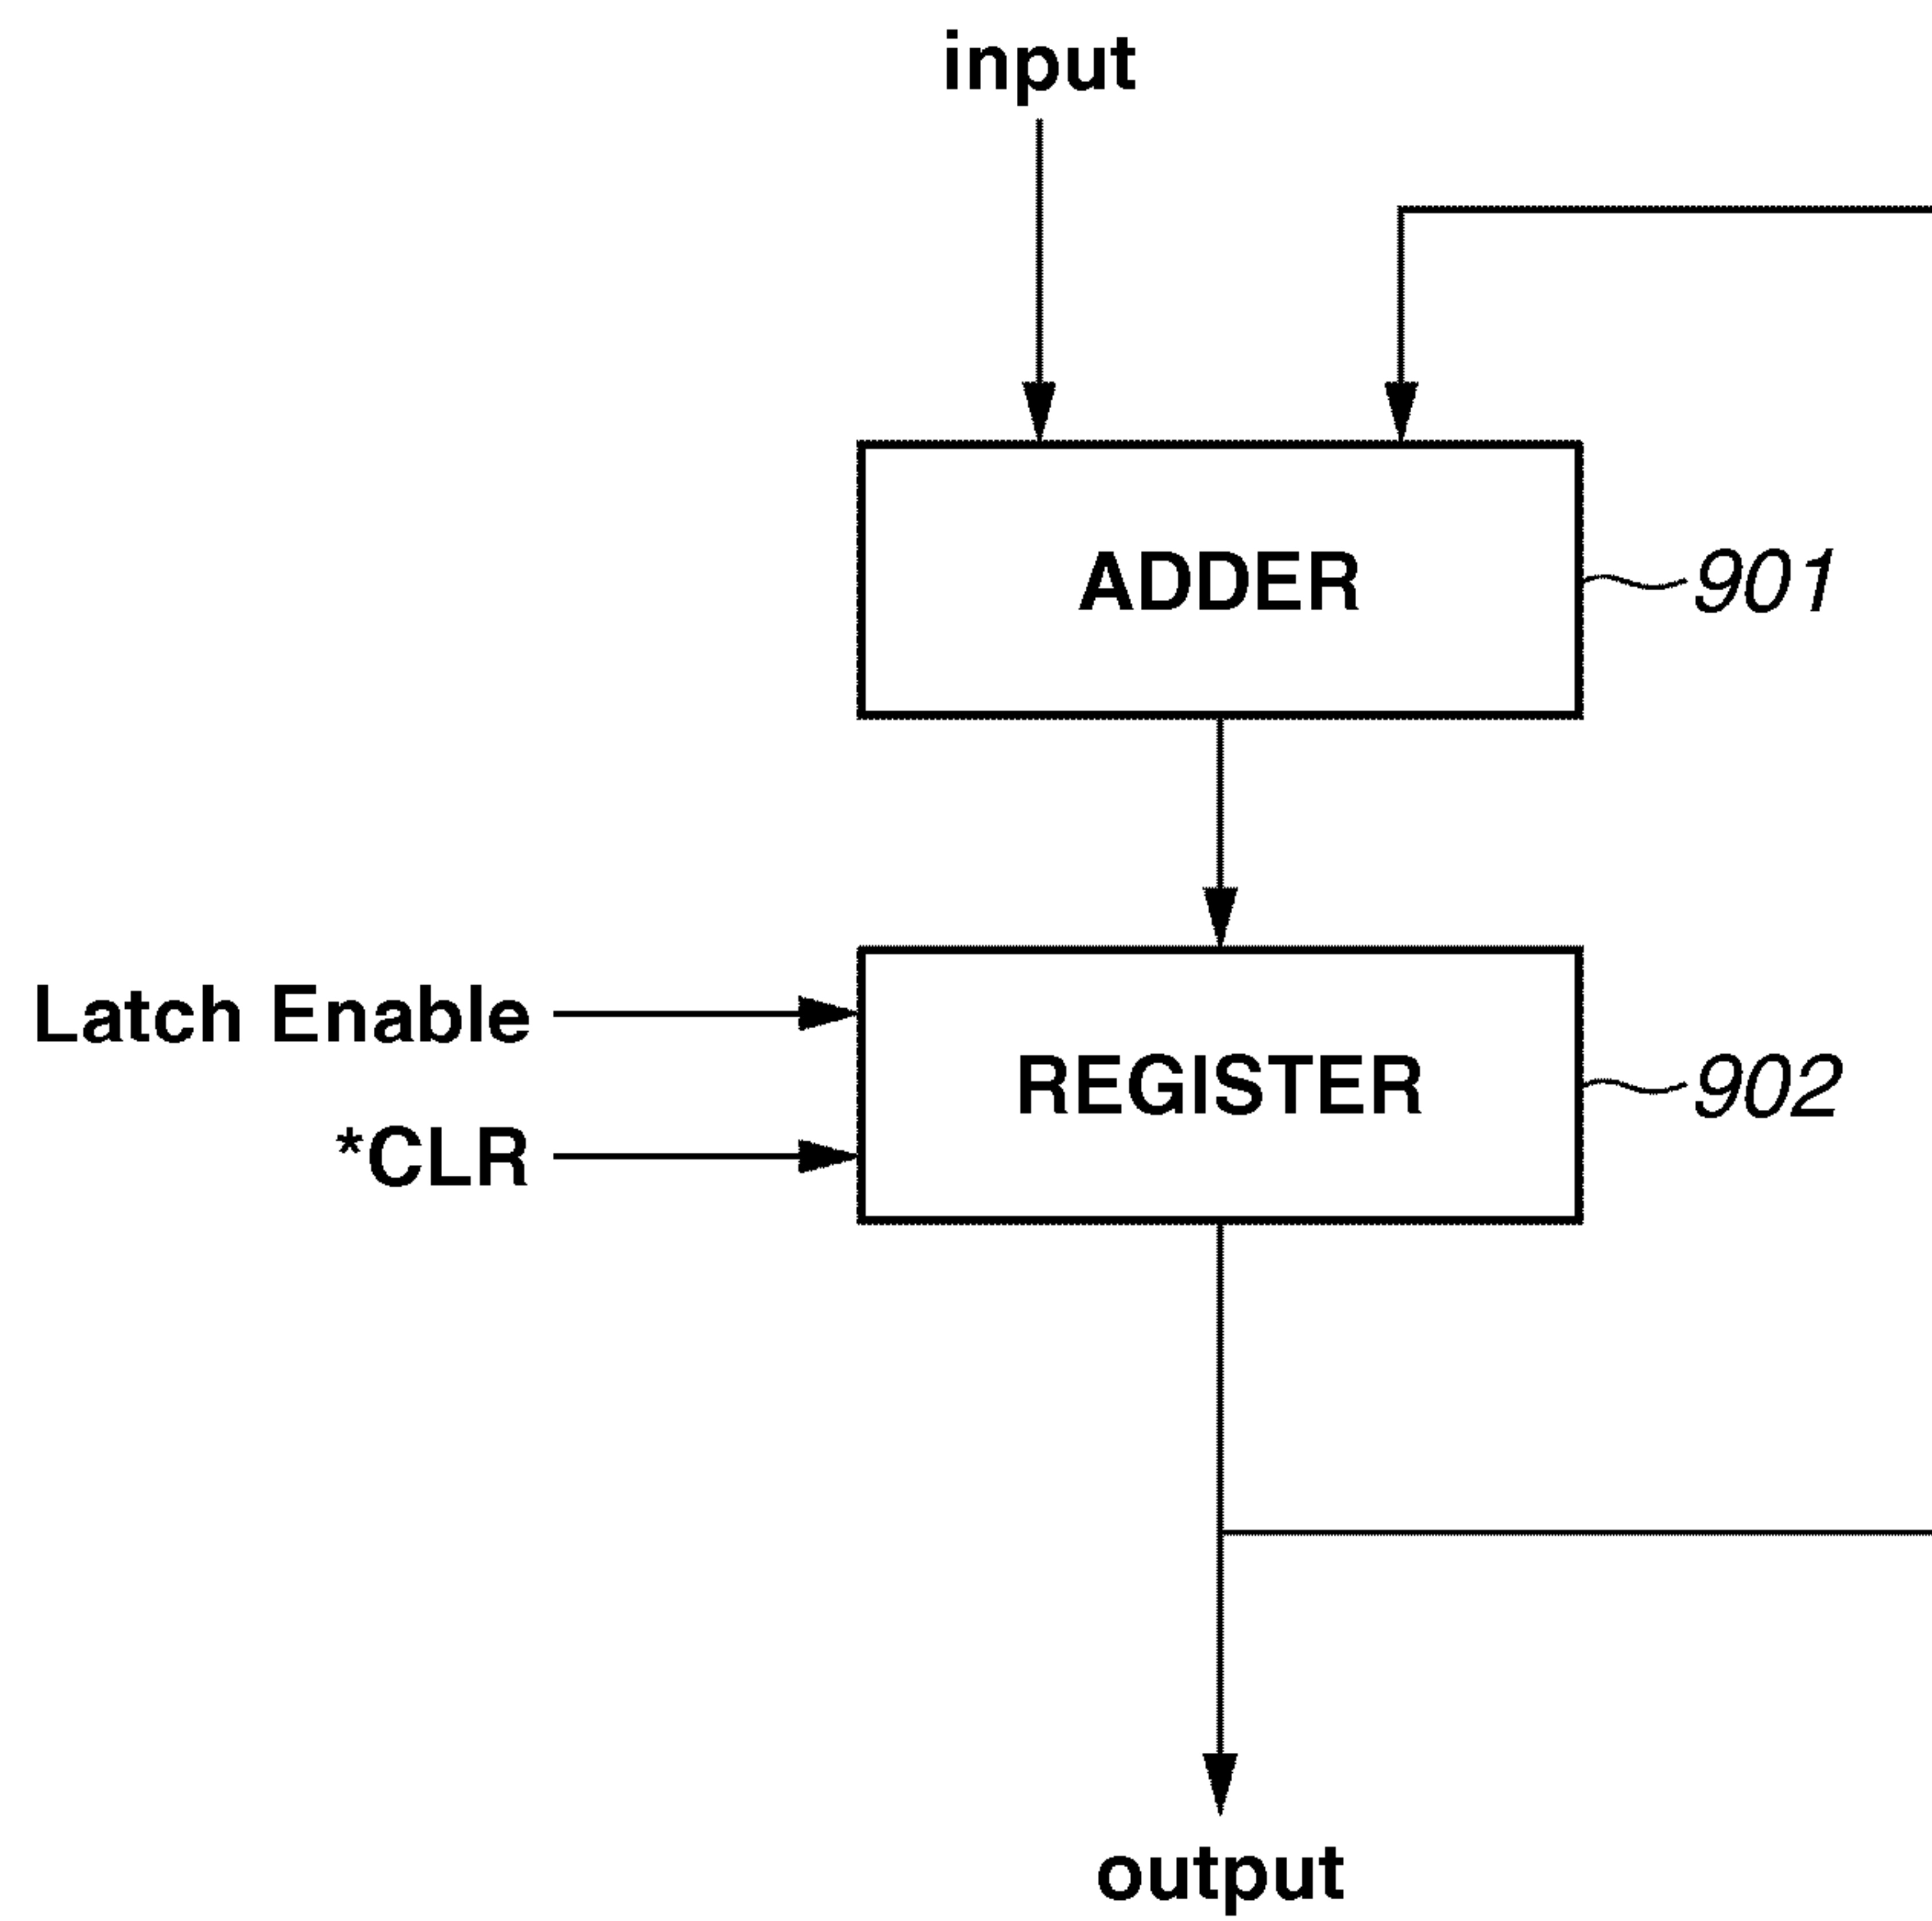 input
ADDER
901
Latch Enable
REGISTER
902
*CLR
output